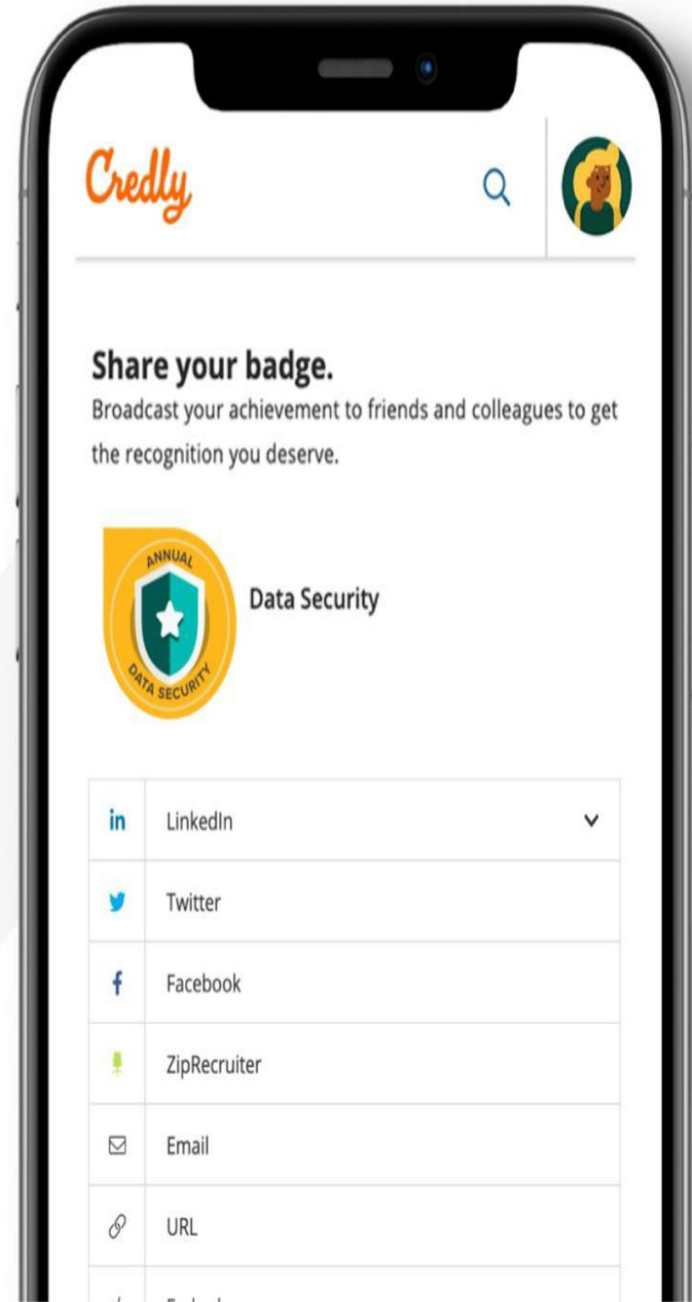 Credly
Share your badge.
Broadcast your achievement to friends and colleagues to get
the recognition you deserve.
ANNUAL
DATA SECURITY
Data Security
in LinkedIn
Twitter
f Facebook
ZipRecruiter
Email
URL